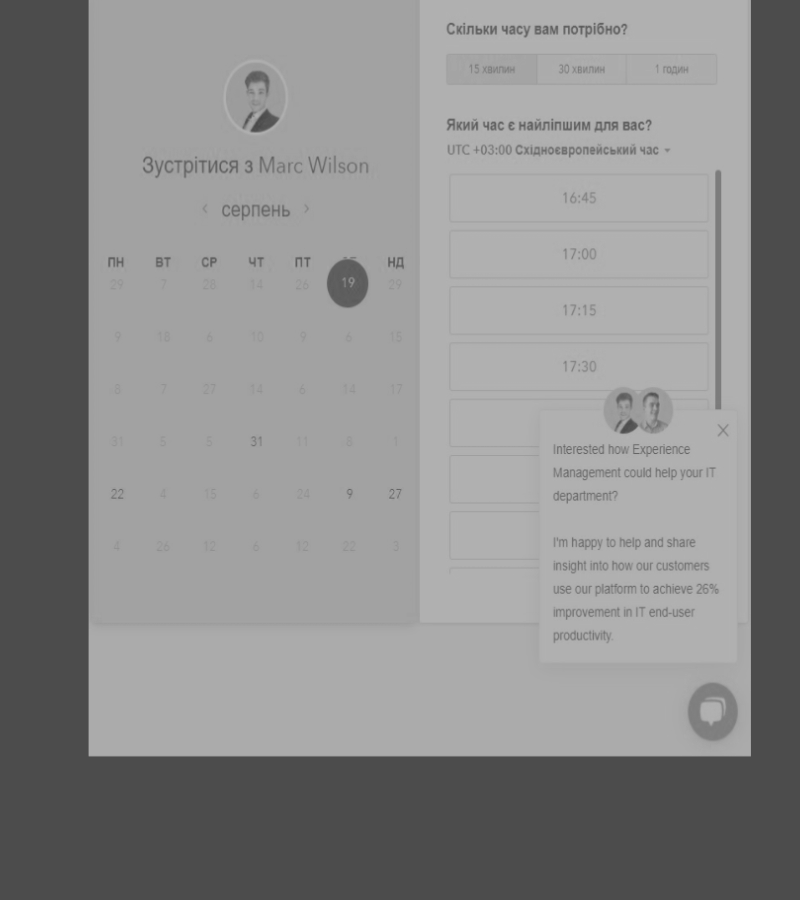 Зустрітися з Marc Wilson
серпень
ПН ВТ СР ЧТ ПТ НД
29 7 28 14 26 19 29
9 18 6 10 9 6 15
8 7 27 14 6 14 17
31 5 5 31 11 8 1
22 4 15 6 24 9 27
4 26 12 6 12 22 3
Скільки часу вам потрібно?
15 хвилин 30 хвилин 1 годин
Який час є найліпшим для вас?
UTC +03:00 Східноєвропейський час
16:45
17:00
17:15
17:30
Interested how Experience
Management could help your IT
department?
I'm happy to help and share
insight into how our customers
use our platform to achieve 26%
improvement in IT end-user
productivity.